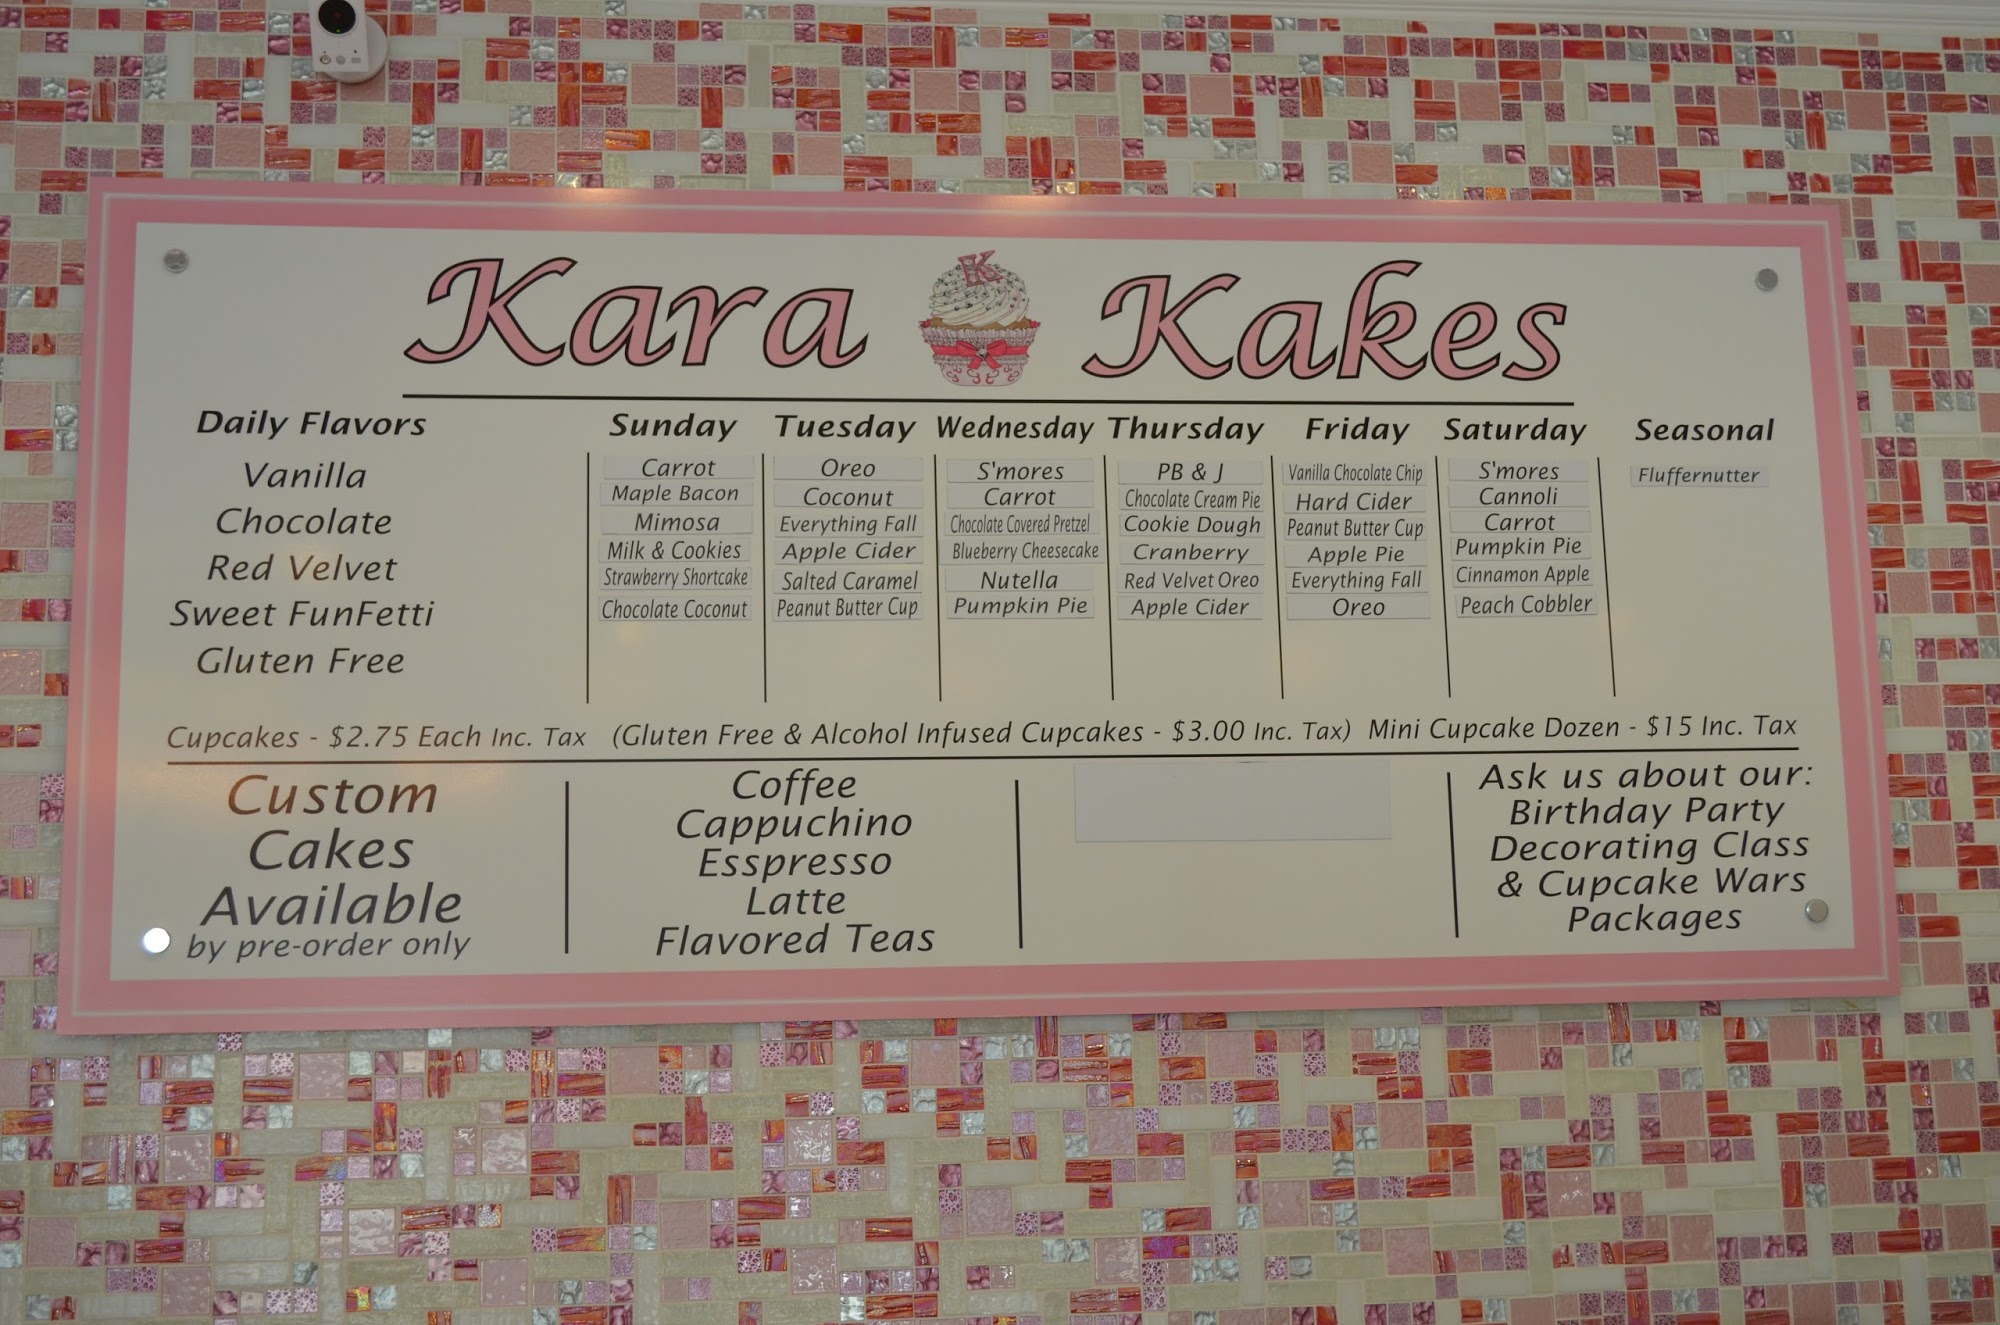 Kara K Kakes
Daily Flavors
Vanilla
Chocolate
Red Velvet
Sweet FunFetti
Gluten Free
Sunday
Carrot
Maple Bacon
Mimosa
Milk & Cookies
Strawberry Shortcake
Chocolate Coconut
Tuesday
Oreo
Coconut
Everything Fall
Apple Cider
Salted Caramel
Peanut Butter Cup
Wednesday
S'mores
Carrot
Chocolate Covered Pretzel
Blueberry Cheesecake
Nutella
Pumpkin Pie
Thursday
PB & J
Chocolate Cream Pie
Cookie Dough
Cranberry
Red Velvet Oreo
Apple Cider
Friday
Vanilla Chocolate Chip
Hard Cider
Peanut Butter Cup
Apple Pie
Everything Fall
Oreo
Saturday
S'mores
Cannoli
Carrot
Pumpkin Pie
Cinnamon Apple
Peach Cobbler
Seasonal
Fluffernutter
Cupcakes - $2.75 Each Inc. Tax (Gluten Free & Alcohol Infused Cupcakes - $3.00 Inc. Tax) Mini Cupcake Dozen - $15 Inc. Tax
Custom
Cakes
Available
by pre-order only
Coffee
Cappuchino
Esspresso
Latte
Flavored Teas
Ask us about our:
Birthday Party
Decorating Class
& Cupcake Wars
Packages